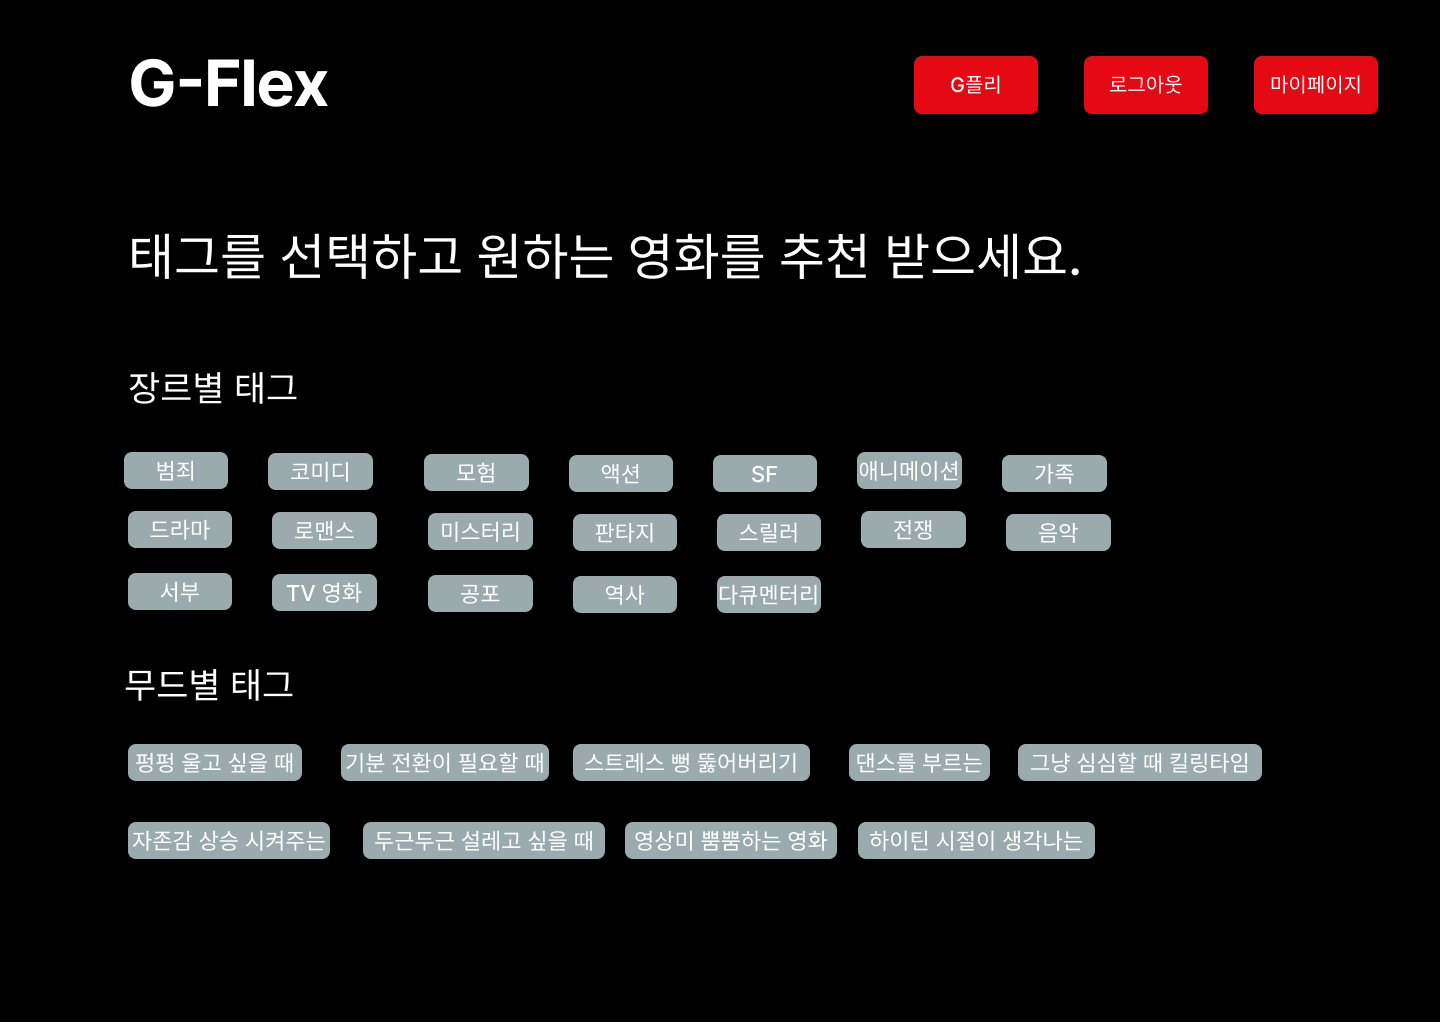 G-Flex G플리 로그아웃 마이페이지
태그를 선택하고 원하는 영화를 추천 받으세요.
장르별 태그
범죄 코미디 모험 액션 SF 애니메이션 가족
드라마 로맨스 미스터리 판타지 스릴러 전쟁 음악
서부 TV 영화 공포 역사 다큐멘터리
무드별 태그
펑펑 울고 싶을 때 기분 전환이 필요할 때 스트레스 뻥 뚫어버리기 댄스를 부르는 그냥 심심할 때 킬링타임
자존감 상승 시켜주는 두근두근 설레고 싶을 때 영상미 뿜뿜하는 영화 하이틴 시절이 생각나는